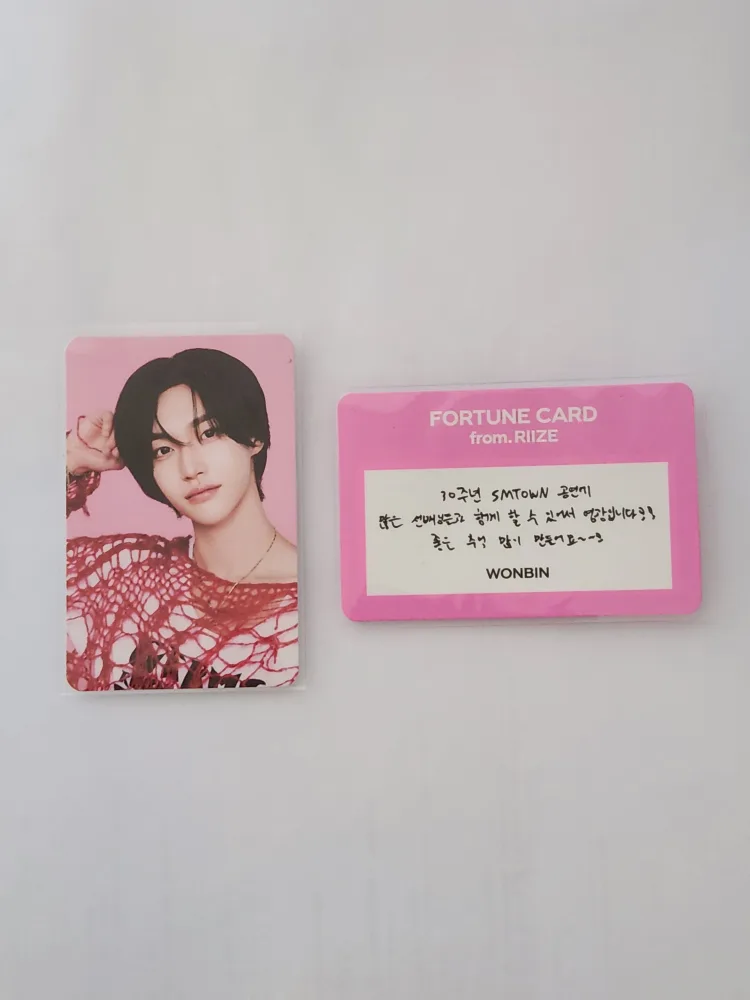 FORTUNE CARD
from. RIIZE
30주년 SMTOWN 공연기
많은 선배님들과 함께 할 수 있어서 영광입니다!!
좋은 추억 많이 만들어요~~
WONBIN